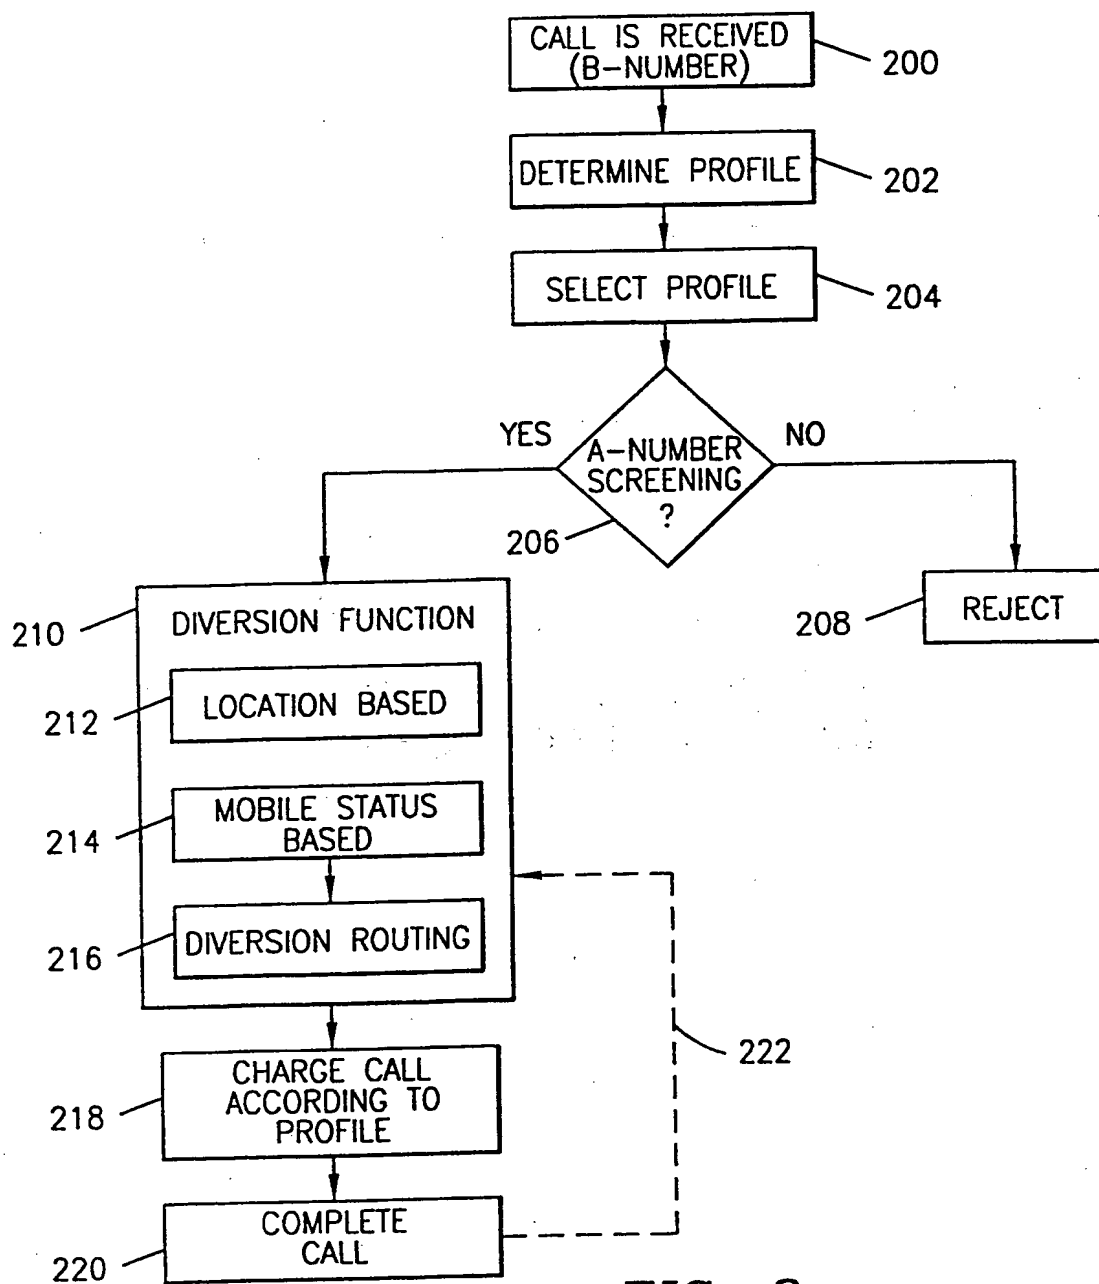 CALL IS RECEIVED
(B-NUMBER)
200
DETERMINE PROFILE
202
SELECT PROFILE
204
YES
A-NUMBER
SCREENING
?
NO
206
208
REJECT
210
DIVERSION FUNCTION
212
LOCATION BASED
214
MOBILE STATUS
BASED
216
DIVERSION ROUTING
222
218
CHARGE CALL
ACCORDING TO
PROFILE
220
COMPLETE
CALL